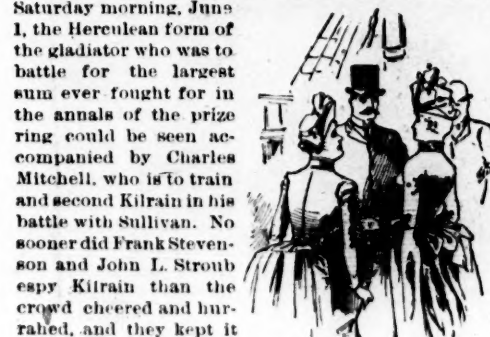 Saturday morning, June
1, the Herculean form of
the gladiator who was to
battle for the largest
sum ever fought for in
the annals of the prize
ring could be seen ac-
companied by Charles
Mitchell, who is to train
and second Kilrain in his
battle with Sullivan. No
sooner did Frank Steven-
son and John L. Stroub
espy Kilrain than the
crowd cheered and hur-
rahed, and they kept it